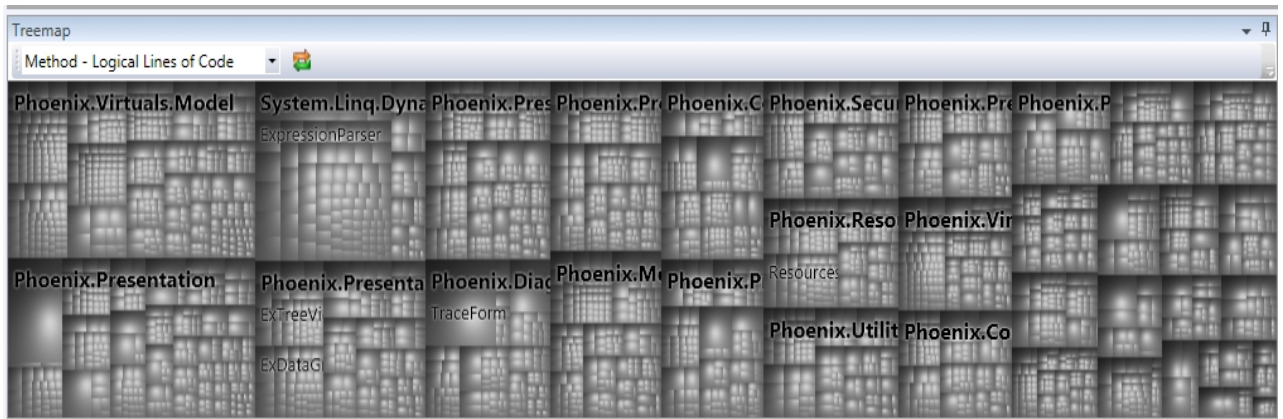 Treemap
Method - Logical Lines of Code
Phoenix.Virtuals.Model
System.Linq.Dyna
Phoenix.Pres
Phoenix.Pr
Phoenix.C
Phoenix.Secu
Phoenix.Pre
Phoenix.P
ExpressionParser
Phoenix.Reso
Phoenix.Vir
Phoenix.Presentation
Phoenix.Presenta
Phoenix.Diag
Phoenix.M
Phoenix.P
Resources
ExTreeVi
TraceForm
Phoenix.Utilit
Phoenix.Co
ExDataG